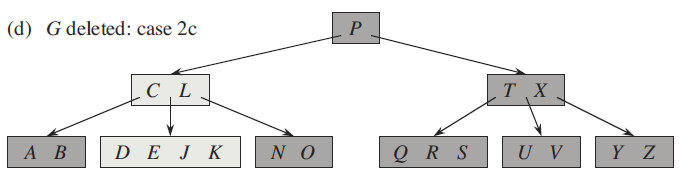 (d) G deleted: case 2c
P
C L
T X
A B
D E J K
N O
Q R S
U V
Y Z